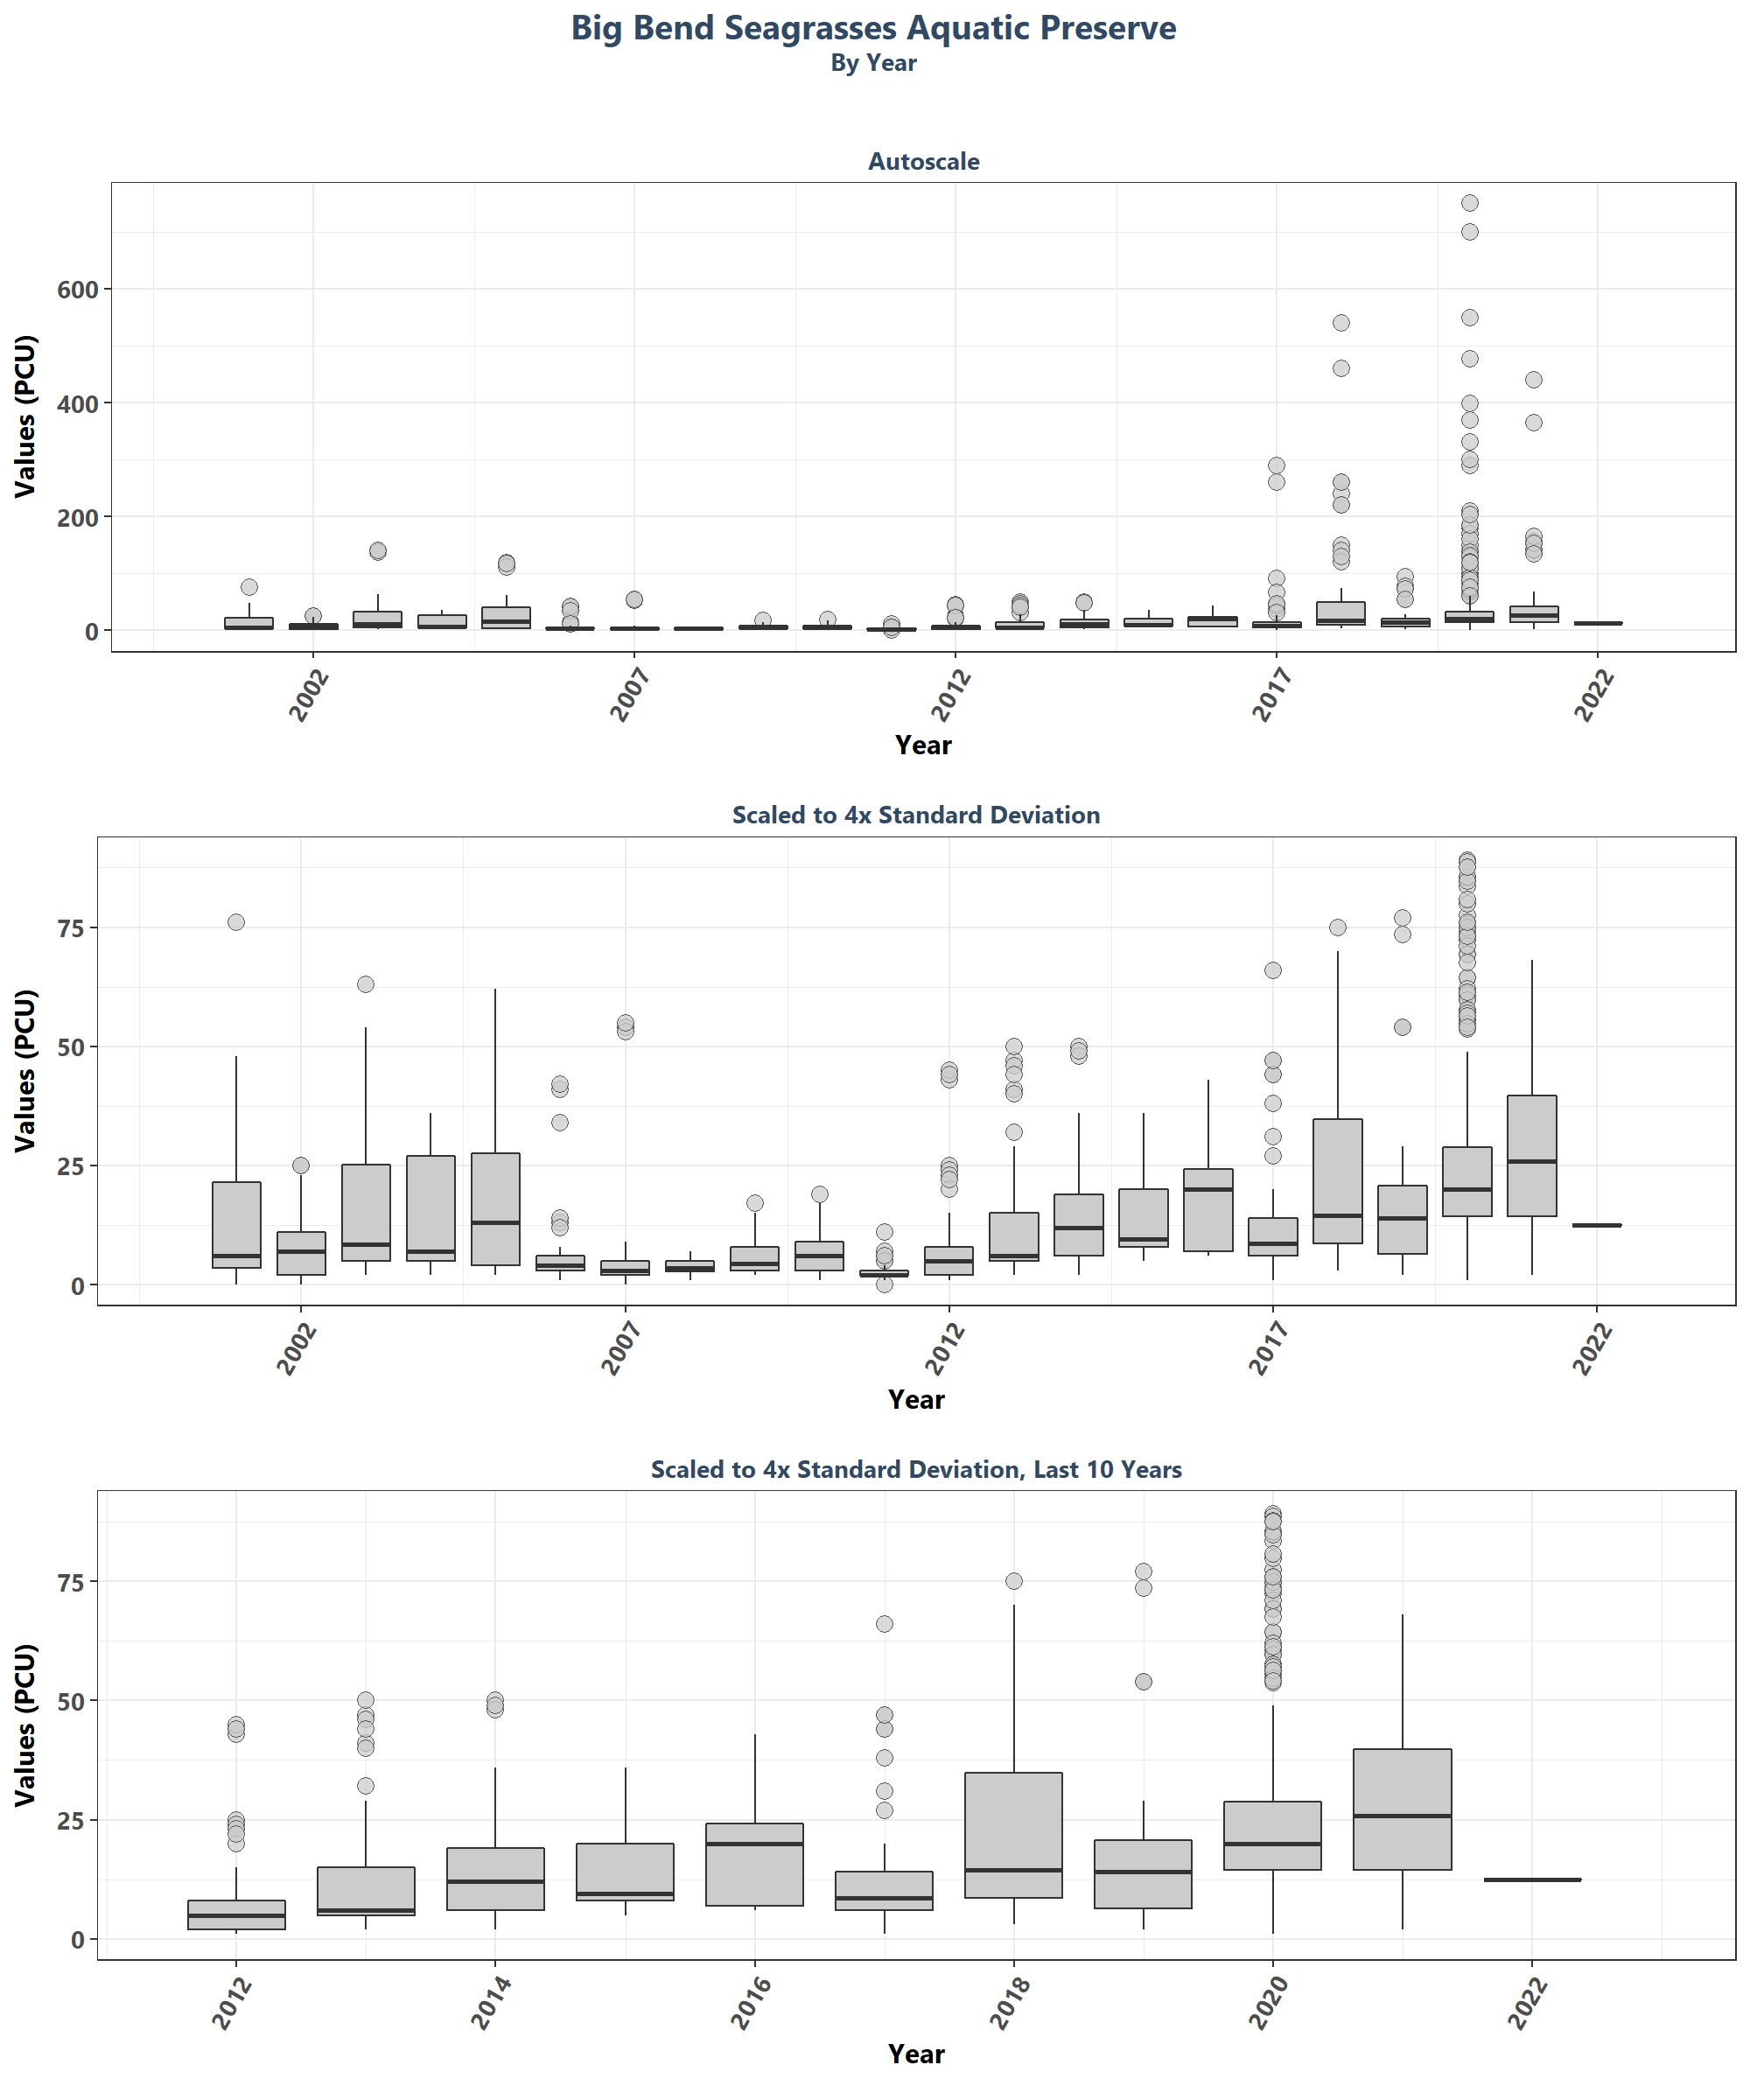 Big Bend Seagrasses Aquatic Preserve
By Year
Autoscale
Values (PCU)
600
400
200
0
2002
2007
2012
2017
2022
Year
Scaled to 4x Standard Deviation
Values (PCU)
75
50
25
0
2002
2007
2012
2017
2022
Year
Scaled to 4x Standard Deviation, Last 10 Years
Values (PCU)
75
50
25
0
2012
2014
2016
2018
2020
2022
Year